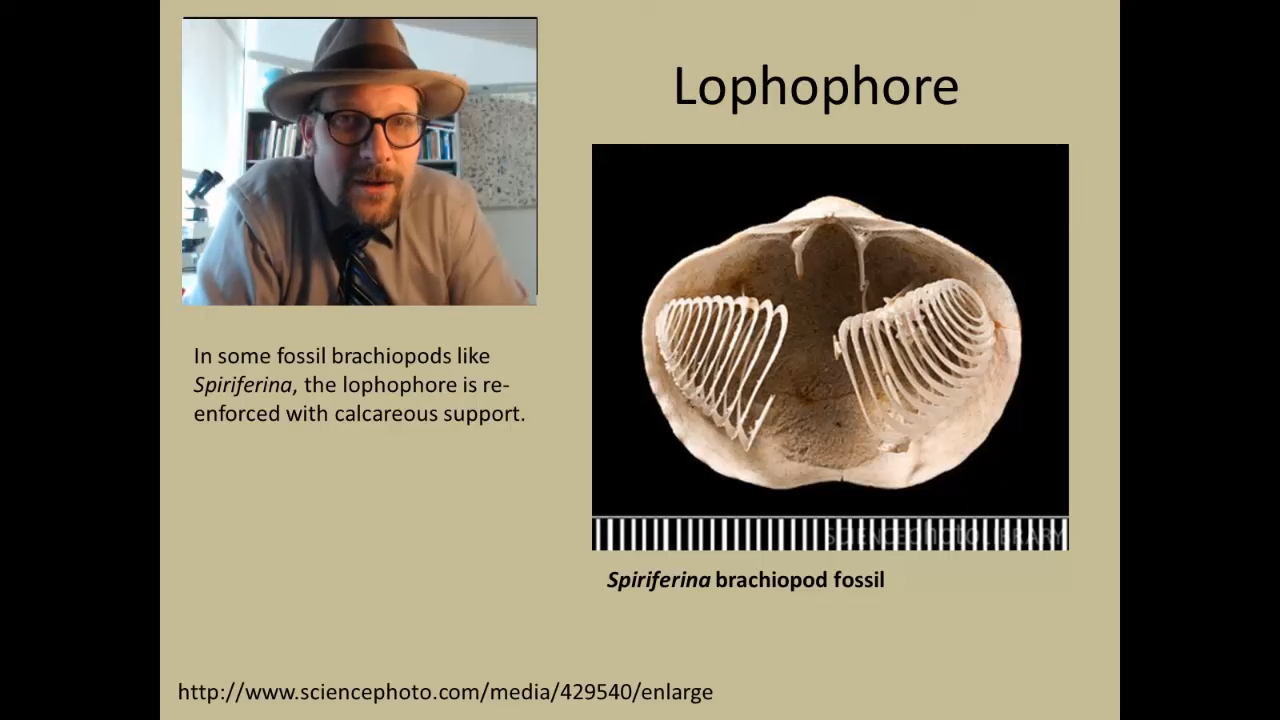 Lophophore
In some fossil brachiopods like
Spiriferina, the lophophore is re-
enforced with calcareous support.
SCIENCEphotoLIBRARY
Spiriferina brachiopod fossil
http://www.sciencephoto.com/media/429540/enlarge